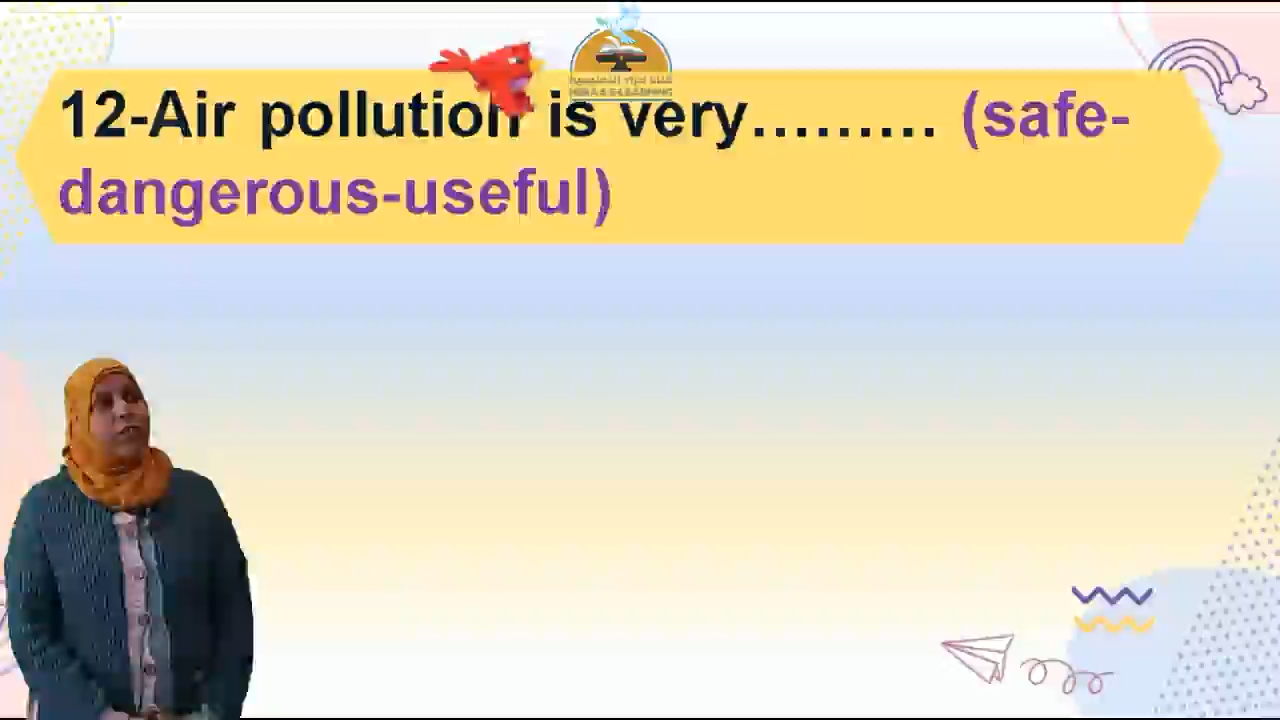 12-Air pollution is very......... (safe-
dangerous-useful)